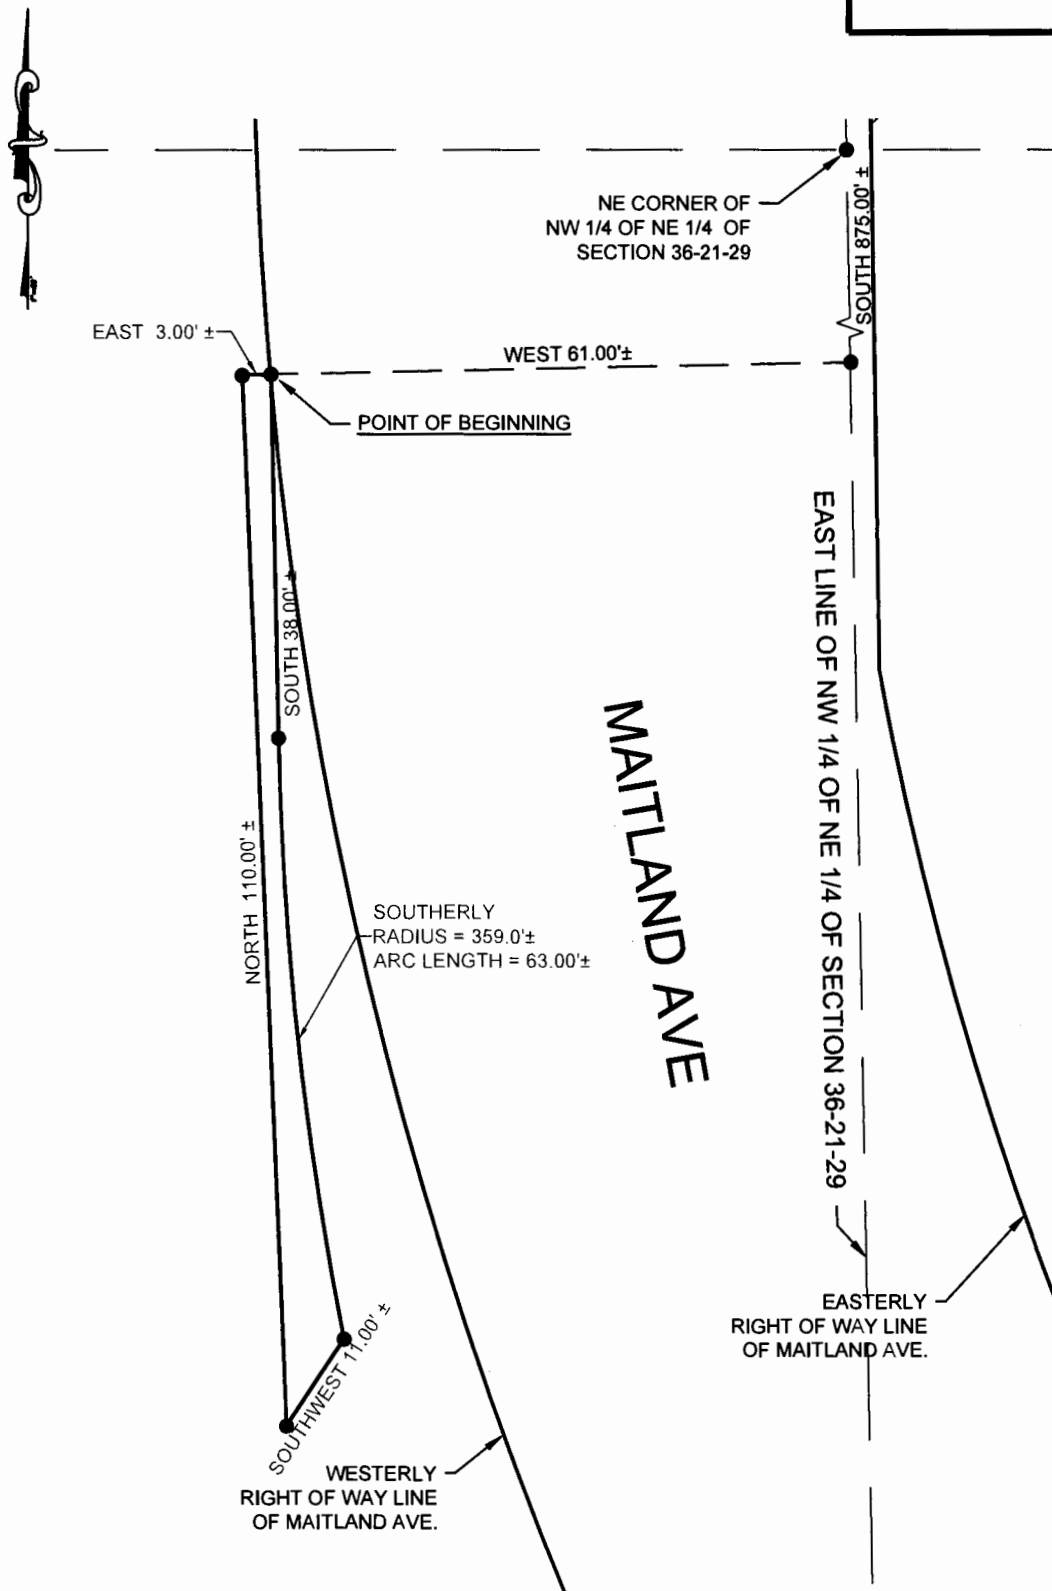 NE CORNER OF
NW 1/4 OF NE 1/4 OF
SECTION 36-21-29
SOUTH 875.00' ±
EAST 3.00' ±
WEST 61.00'±
POINT OF BEGINNING
SOUTH 38.00' ±
EAST LINE OF NW 1/4 OF NE 1/4 OF SECTION 36-21-29
MAITLAND AVE
NORTH 110.00' ±
SOUTHERLY
RADIUS = 359.0'±
ARC LENGTH = 63.00'±
SOUTHWEST 11.00' ±
EASTERLY
RIGHT OF WAY LINE
OF MAITLAND AVE.
WESTERLY
RIGHT OF WAY LINE
OF MAITLAND AVE.